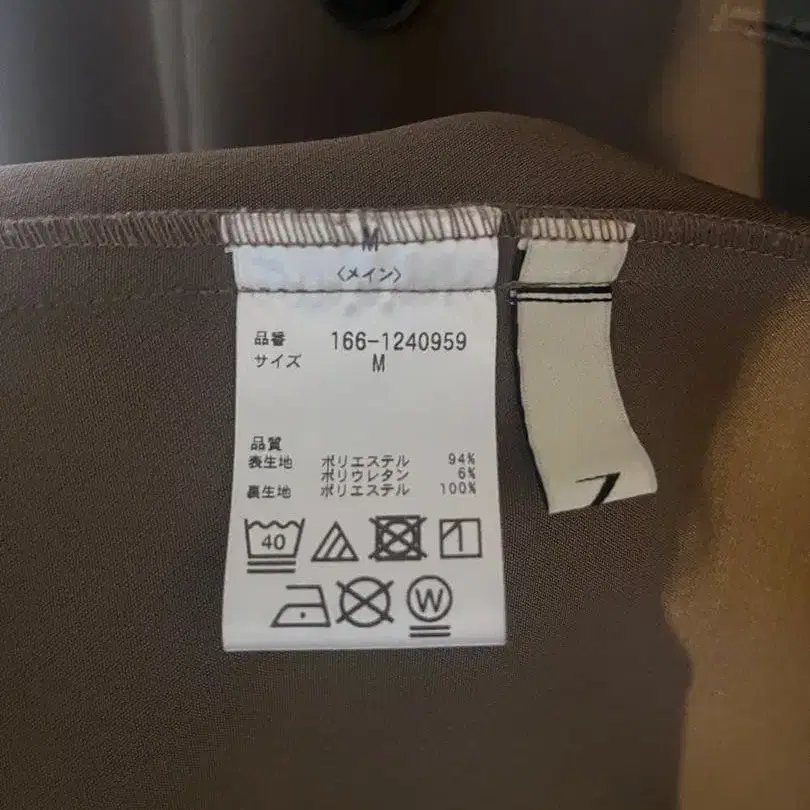 M
〈メイン〉
品番 166-1240959
サイズ M
品質
表生地 ポリエステル 94%
ポリウレタン 6%
裏生地 ポリエステル 100%
40
W